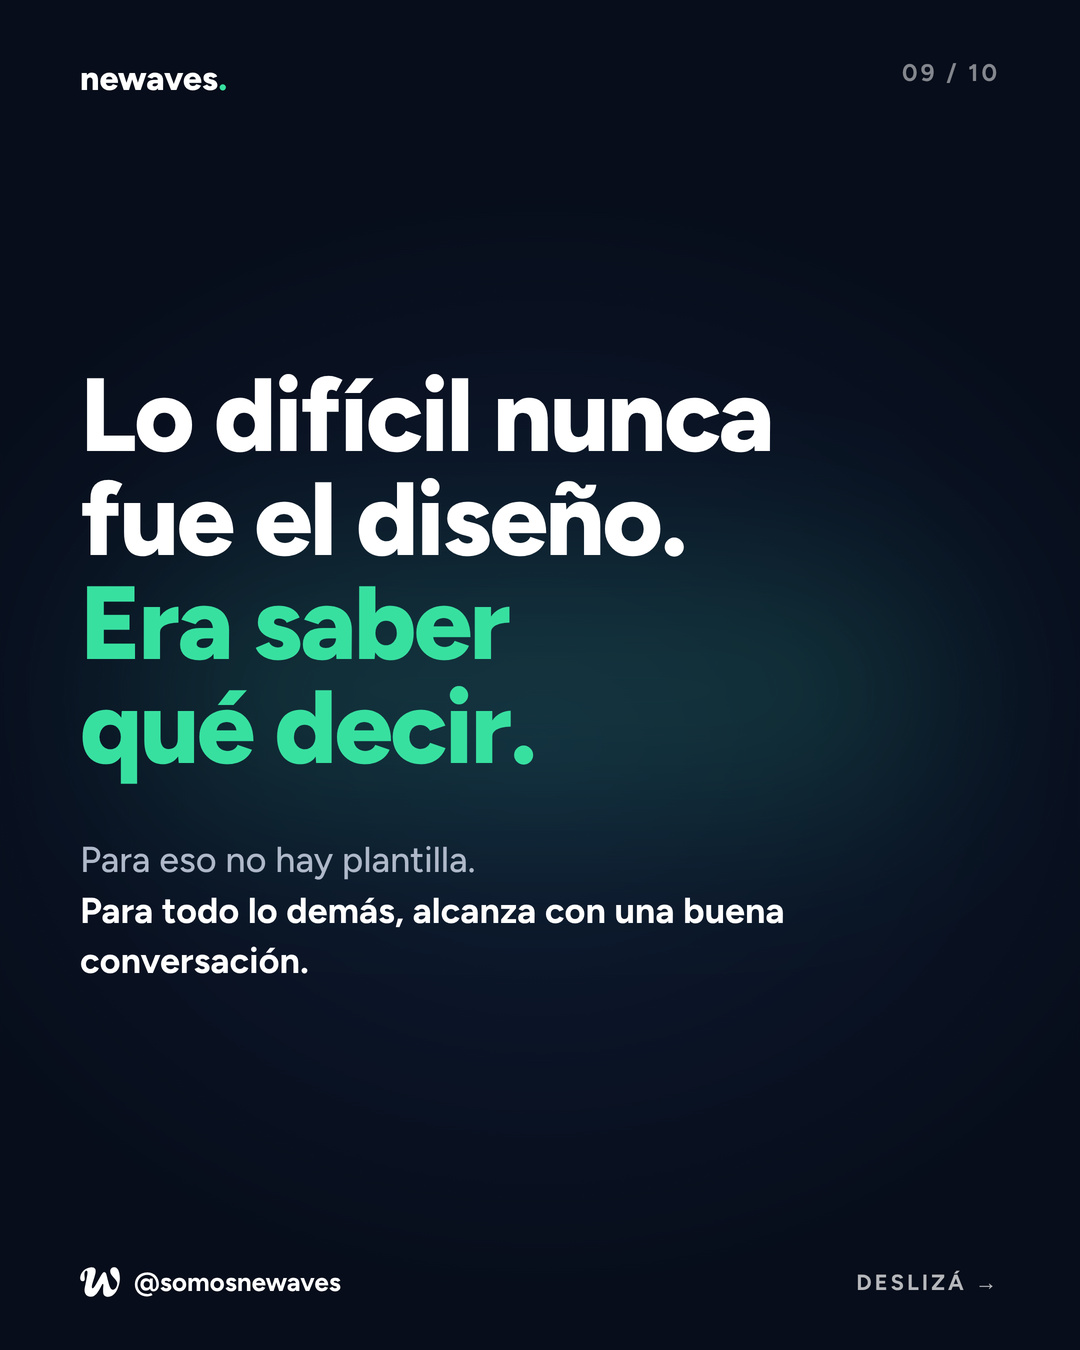 newaves.
09 / 10
Lo difícil nunca
fue el diseño.
Era saber
qué decir.
Para eso no hay plantilla.
Para todo lo demás, alcanza con una buena
conversación.
@somosnewaves
DESLIZÁ →